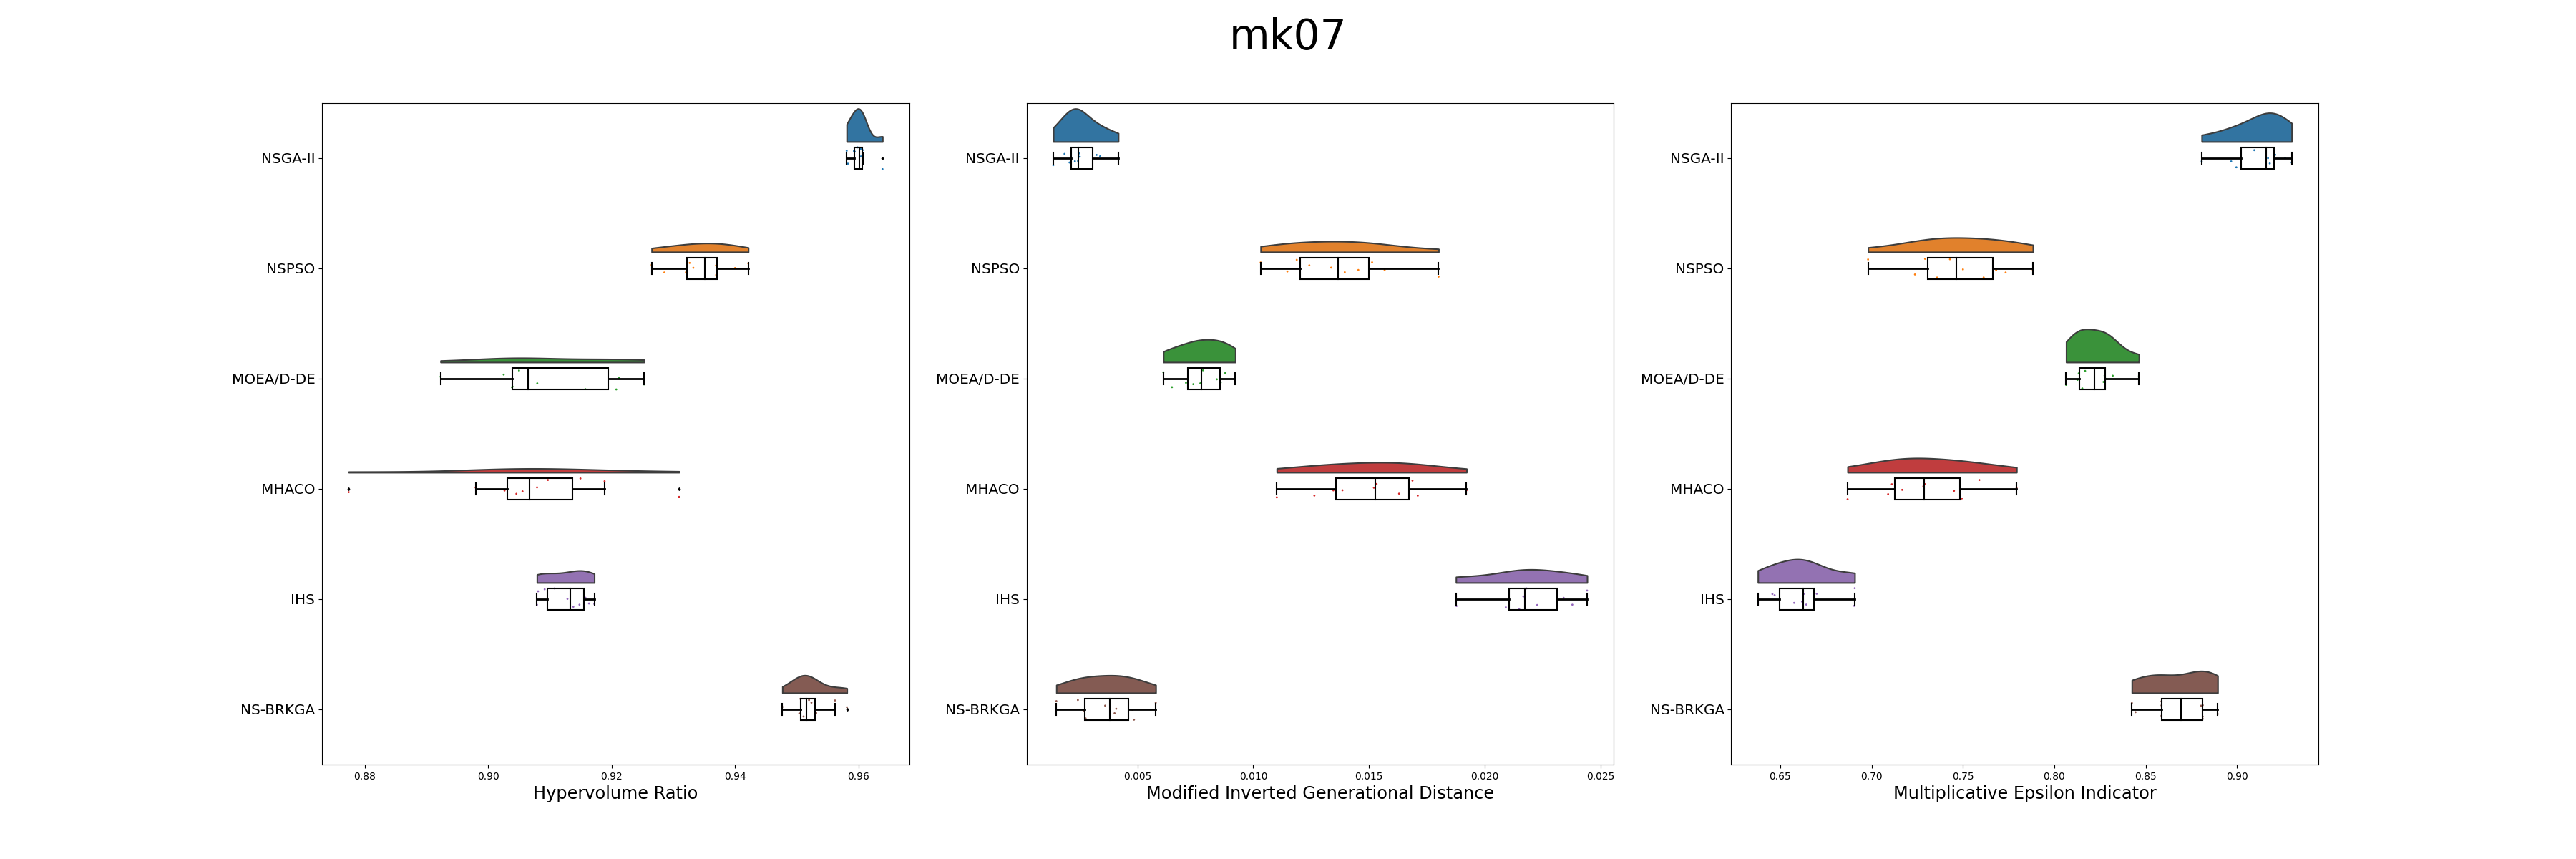 mk07
NSGA-II
NSPSO
MOEA/D-DE
MHACO
IHS
NS-BRKGA
0.88 0.90 0.92 0.94 0.96
Hypervolume Ratio
NSGA-II
NSPSO
MOEA/D-DE
MHACO
IHS
NS-BRKGA
0.005 0.010 0.015 0.020 0.025
Modified Inverted Generational Distance
NSGA-II
NSPSO
MOEA/D-DE
MHACO
IHS
NS-BRKGA
0.65 0.70 0.75 0.80 0.85 0.90
Multiplicative Epsilon Indicator